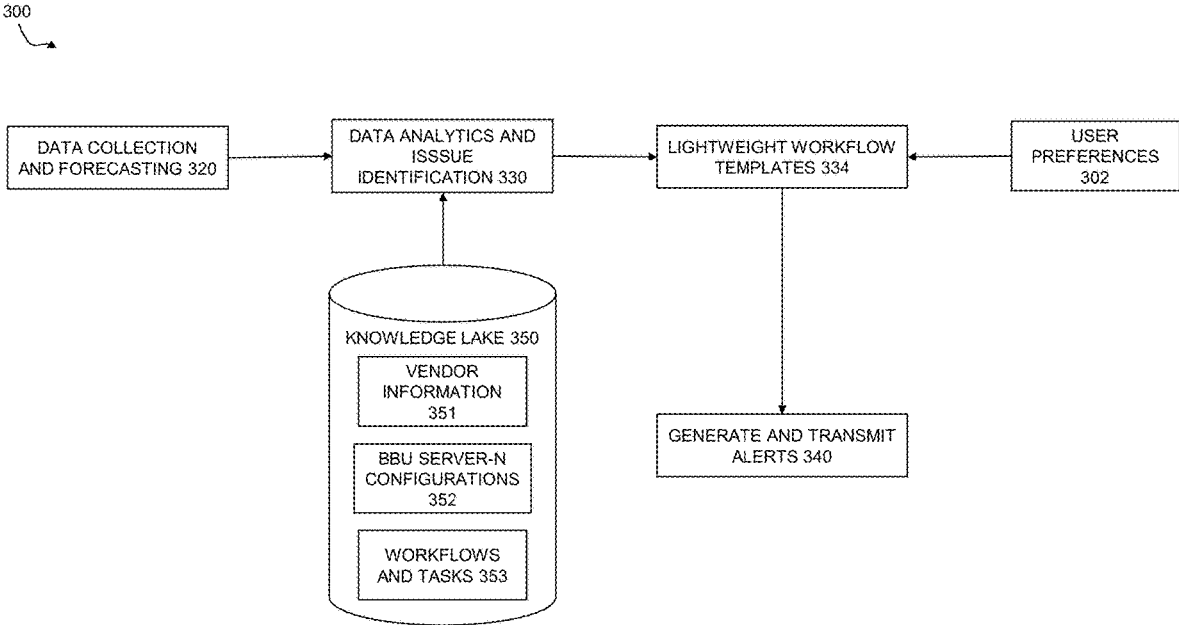 300
DATA COLLECTION
AND FORECASTING 320
DATA ANALYTICS AND
ISSSUE
IDENTIFICATION 330
LIGHTWEIGHT WORKFLOW
TEMPLATES 334
USER
PREFERENCES
302
KNOWLEDGE LAKE 350
VENDOR
INFORMATION
351
BBU SERVER-N
CONFIGURATIONS
352
WORKFLOWS
AND TASKS 353
GENERATE AND TRANSMIT
ALERTS 340